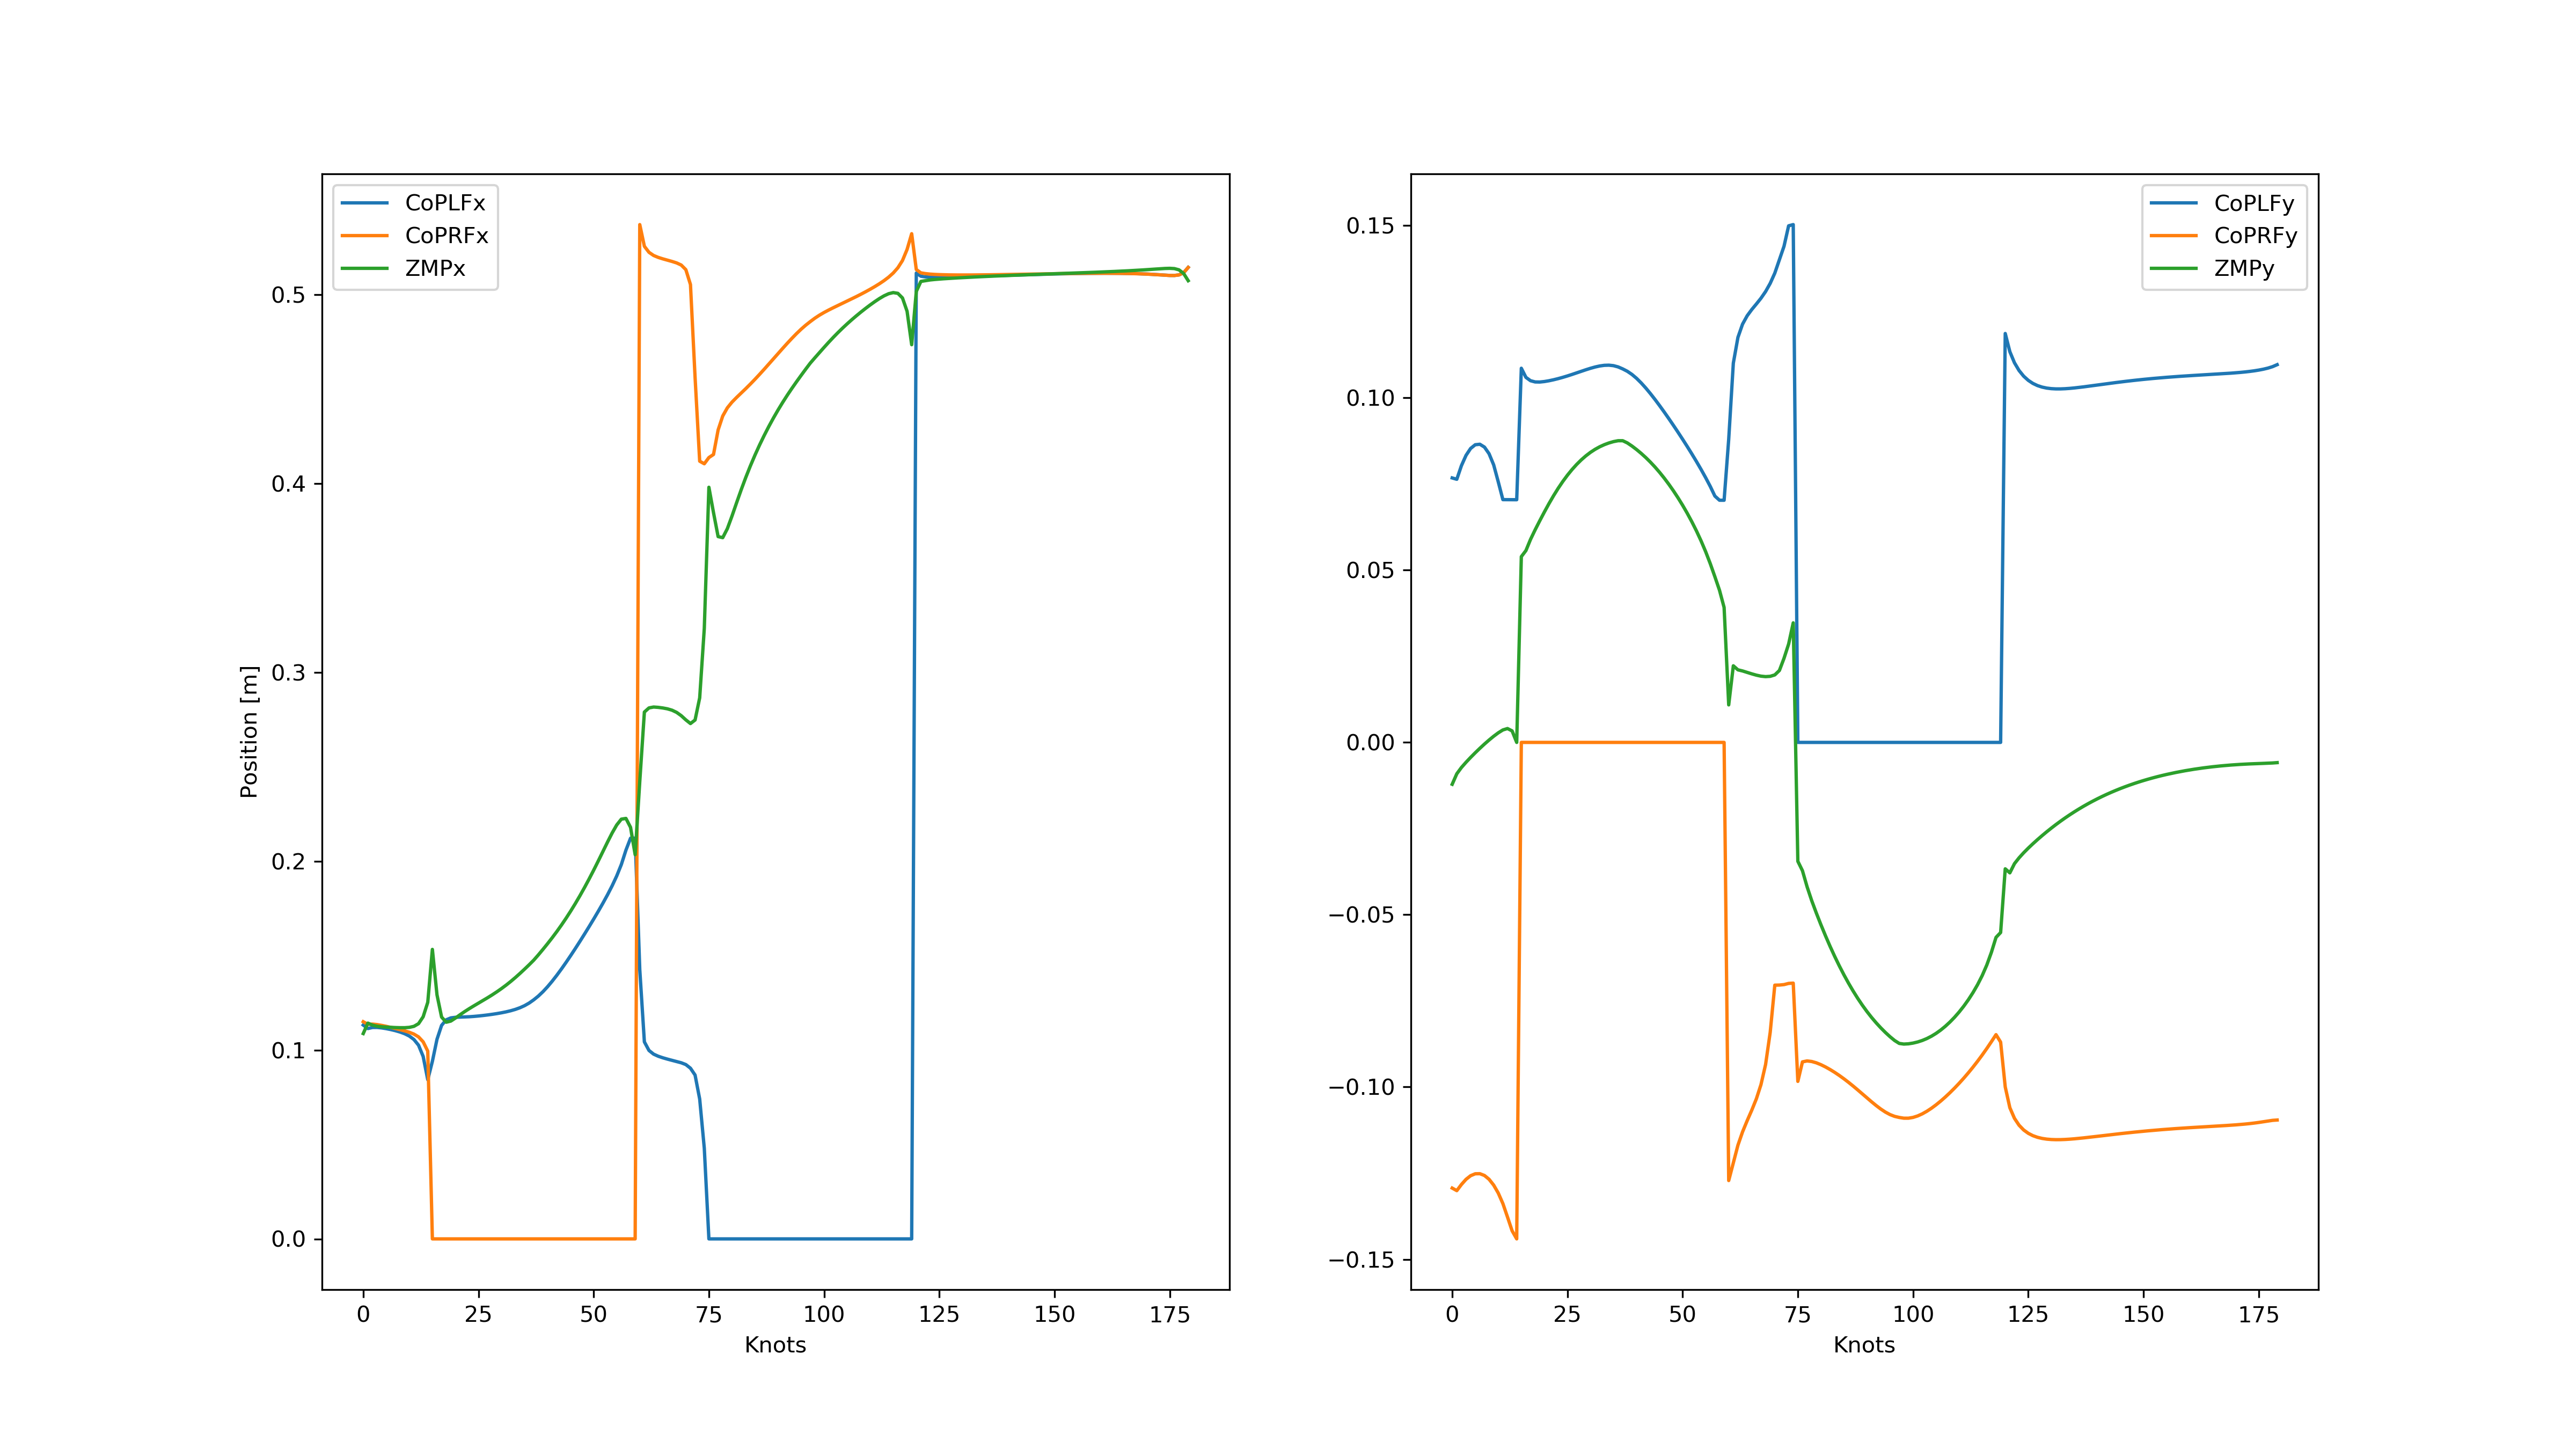 CoPLFx
CoPRFx
ZMPx
0.5
0.4
0.3
0.2
0.1
0.0
Position [m]
0 25 50 75 100 125 150 175
Knots
CoPLFy
CoPRFy
ZMPy
0.15
0.10
0.05
0.00
−0.05
−0.10
−0.15
0 25 50 75 100 125 150 175
Knots